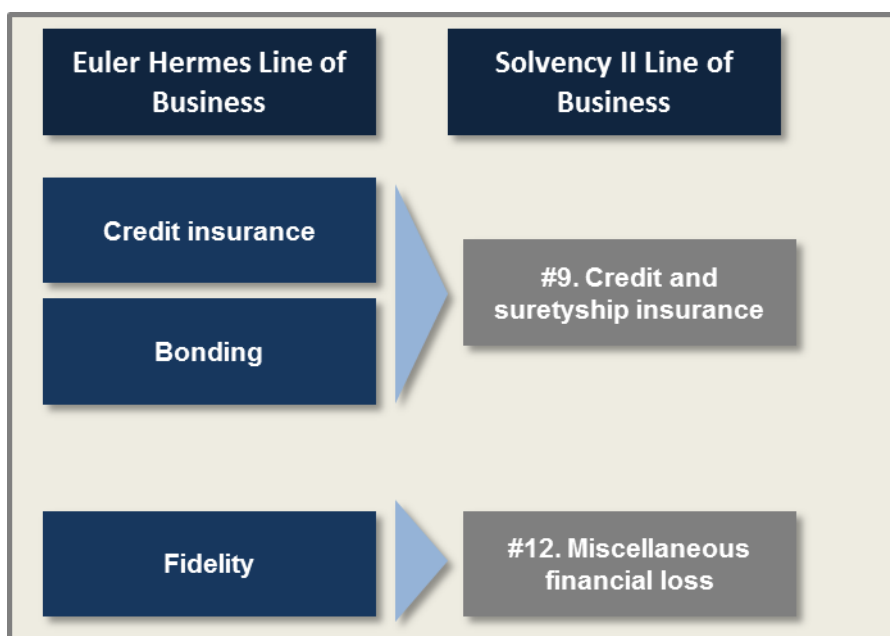 Euler Hermes Line of
Business
Solvency II Line of
Business
Credit insurance
Bonding
#9. Credit and
suretyship insurance
Fidelity
#12. Miscellaneous
financial loss